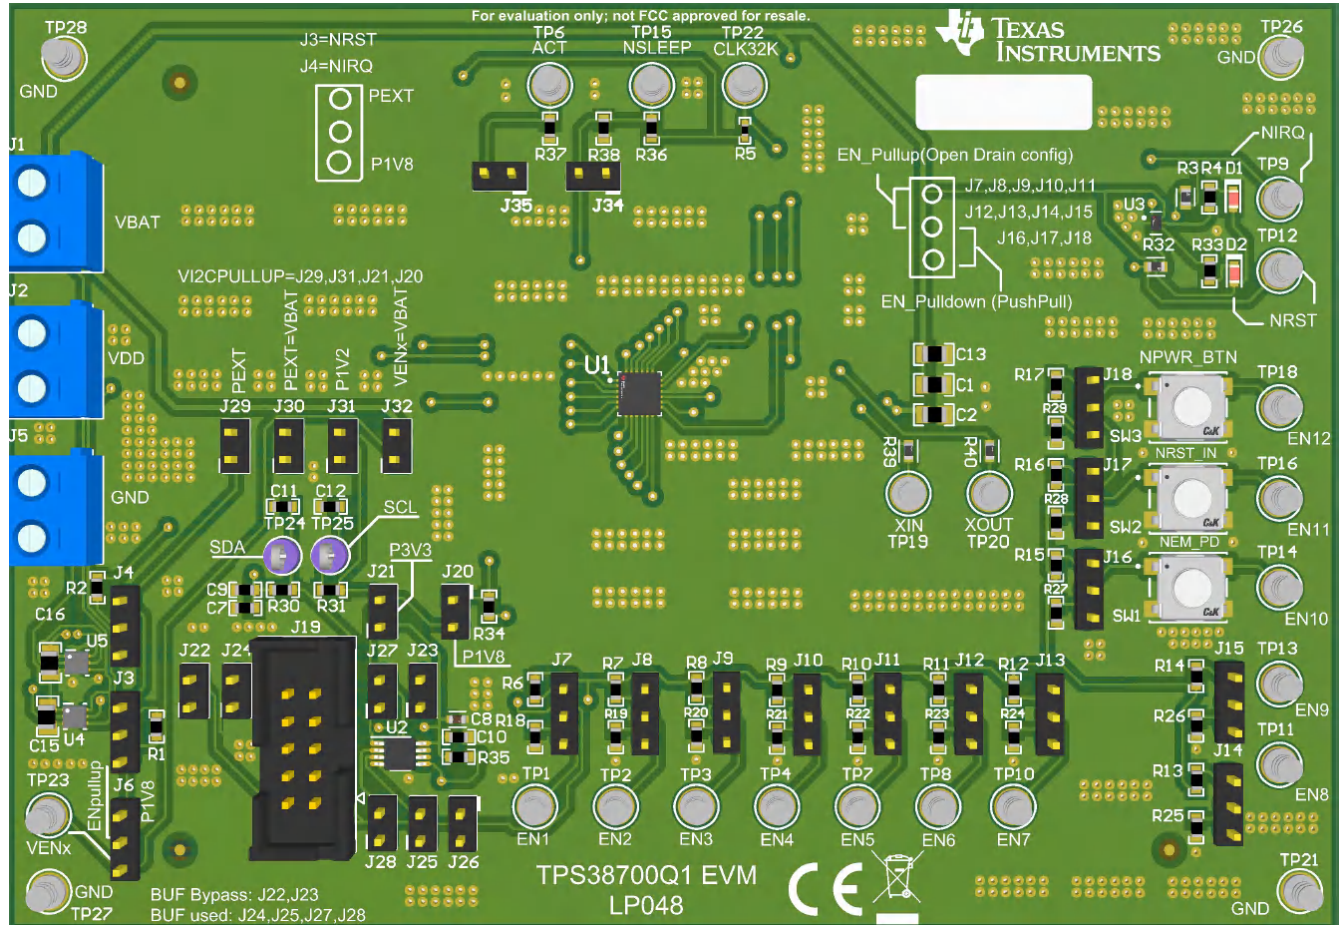 For evaluation only; not FCC approved for resale.
TEXAS
INSTRUMENTS
TP28
GND
J3=NRST
J4=NIRQ
PEXT
P1V8
TP6
ACT
TP15
NSLEEP
TP22
CLK32K
TP26
GND
R37
R38
R36
R5
J35
J34
EN_Pullup(Open Drain config)
J7,J8,J9,J10,J11
J12,J13,J14,J15
J16,J17,J18
EN_Pulldown (PushPull)
NIRQ
R3
R4
D1
TP9
U3
R32
R33
D2
TP12
NRST
J1
VBAT
J2
VDD
J5
GND
VI2CPULLUP=J29,J31,J21,J20
PEXT
PEXT=VBAT
P1V2
VENx=VBAT
J29
J30
J31
J32
U1
C13
C1
C2
R39
R40
XIN
TP19
XOUT
TP20
NPWR_BTN
R17
J18
TP18
R29
SW3
C&K
EN12
NRST_IN
R16
J17
TP16
R28
SW2
C&K
EN11
NEM_PD
R15
J16
TP14
R27
SW1
C&K
EN10
C11
C12
TP24
TP25
SCL
SDA
P3V3
J21
J20
C9
C7
R30
R31
R34
P1V8
R2
J4
C16
U5
J3
C15
U4
R1
J22
J24
J19
J27
J23
U2
C8
C10
R35
J7
R6
R18
R7
J8
R19
R8
J9
R20
R9
J10
R21
R10
J11
R22
R11
J12
R23
R12
J13
R24
R14
J15
TP13
R26
EN9
J14
TP11
R13
EN8
R25
TP23
VENx
ENpullup
J6
P1V8
J28
J25
J26
TP1
EN1
TP2
EN2
TP3
EN3
TP4
EN4
TP7
EN5
TP8
EN6
TP10
EN7
GND
TP27
BUF Bypass: J22,J23
BUF used: J24,J25,J27,J28
TPS38700Q1 EVM
LP048
CE
TP21
GND